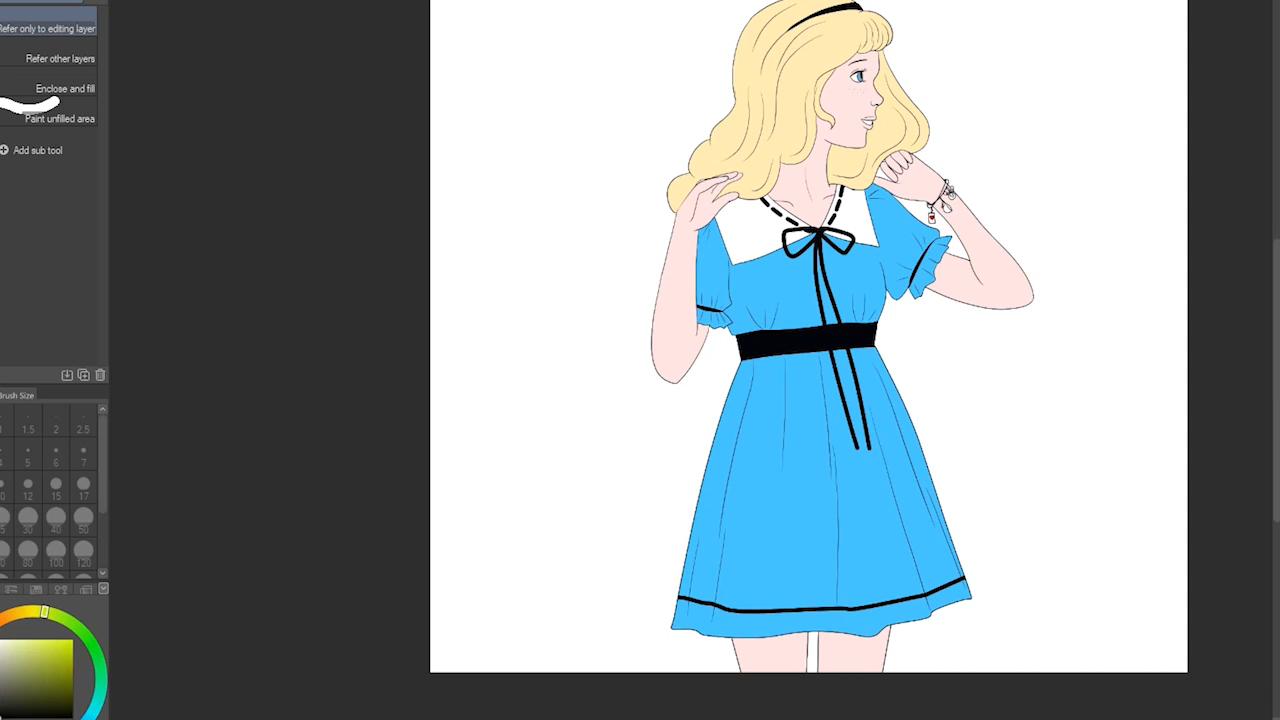 Refer only to editing layer
Refer other layers
Enclose and fill
Paint unfilled area
Add sub tool
Brush Size
1.5 2 2.5
5 6 7
12 15 17
30 40 50
80 100 120